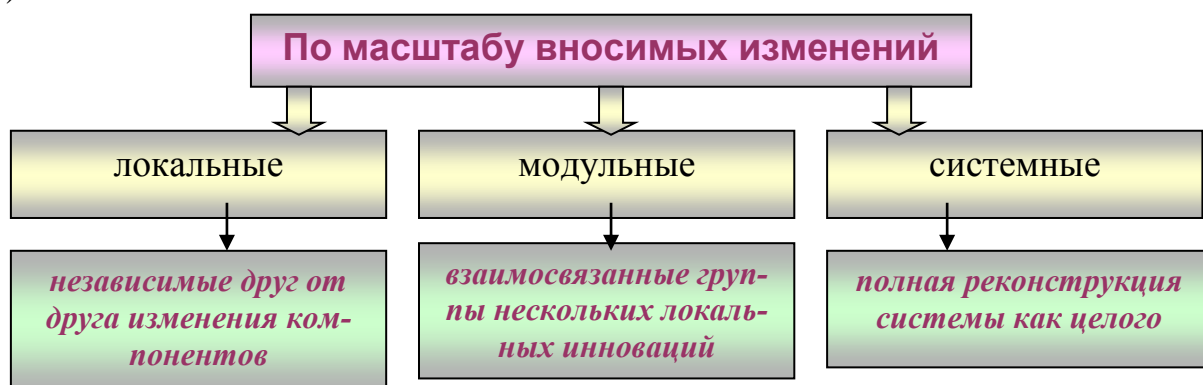 )
По масштабу вносимых изменений
локальные
модульные
системные
независимые друг от
друга изменения ком-
понентов
взаимосвязанные груп-
пы нескольких локаль-
ных инноваций
полная реконструкция
системы как целого